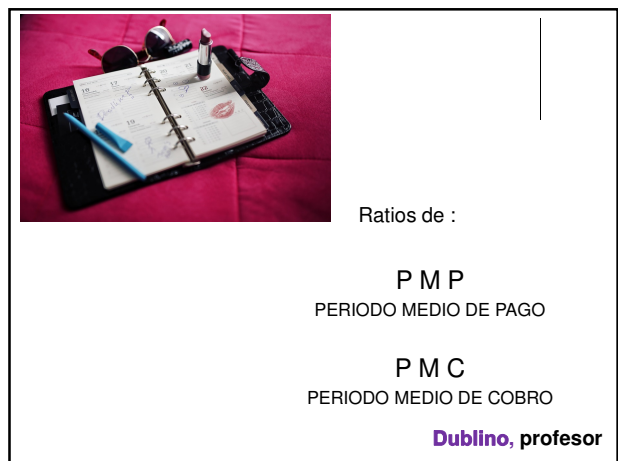 Ratios de :
P M P
PERIODO MEDIO DE PAGO
P M C
PERIODO MEDIO DE COBRO
Dublino, profesor